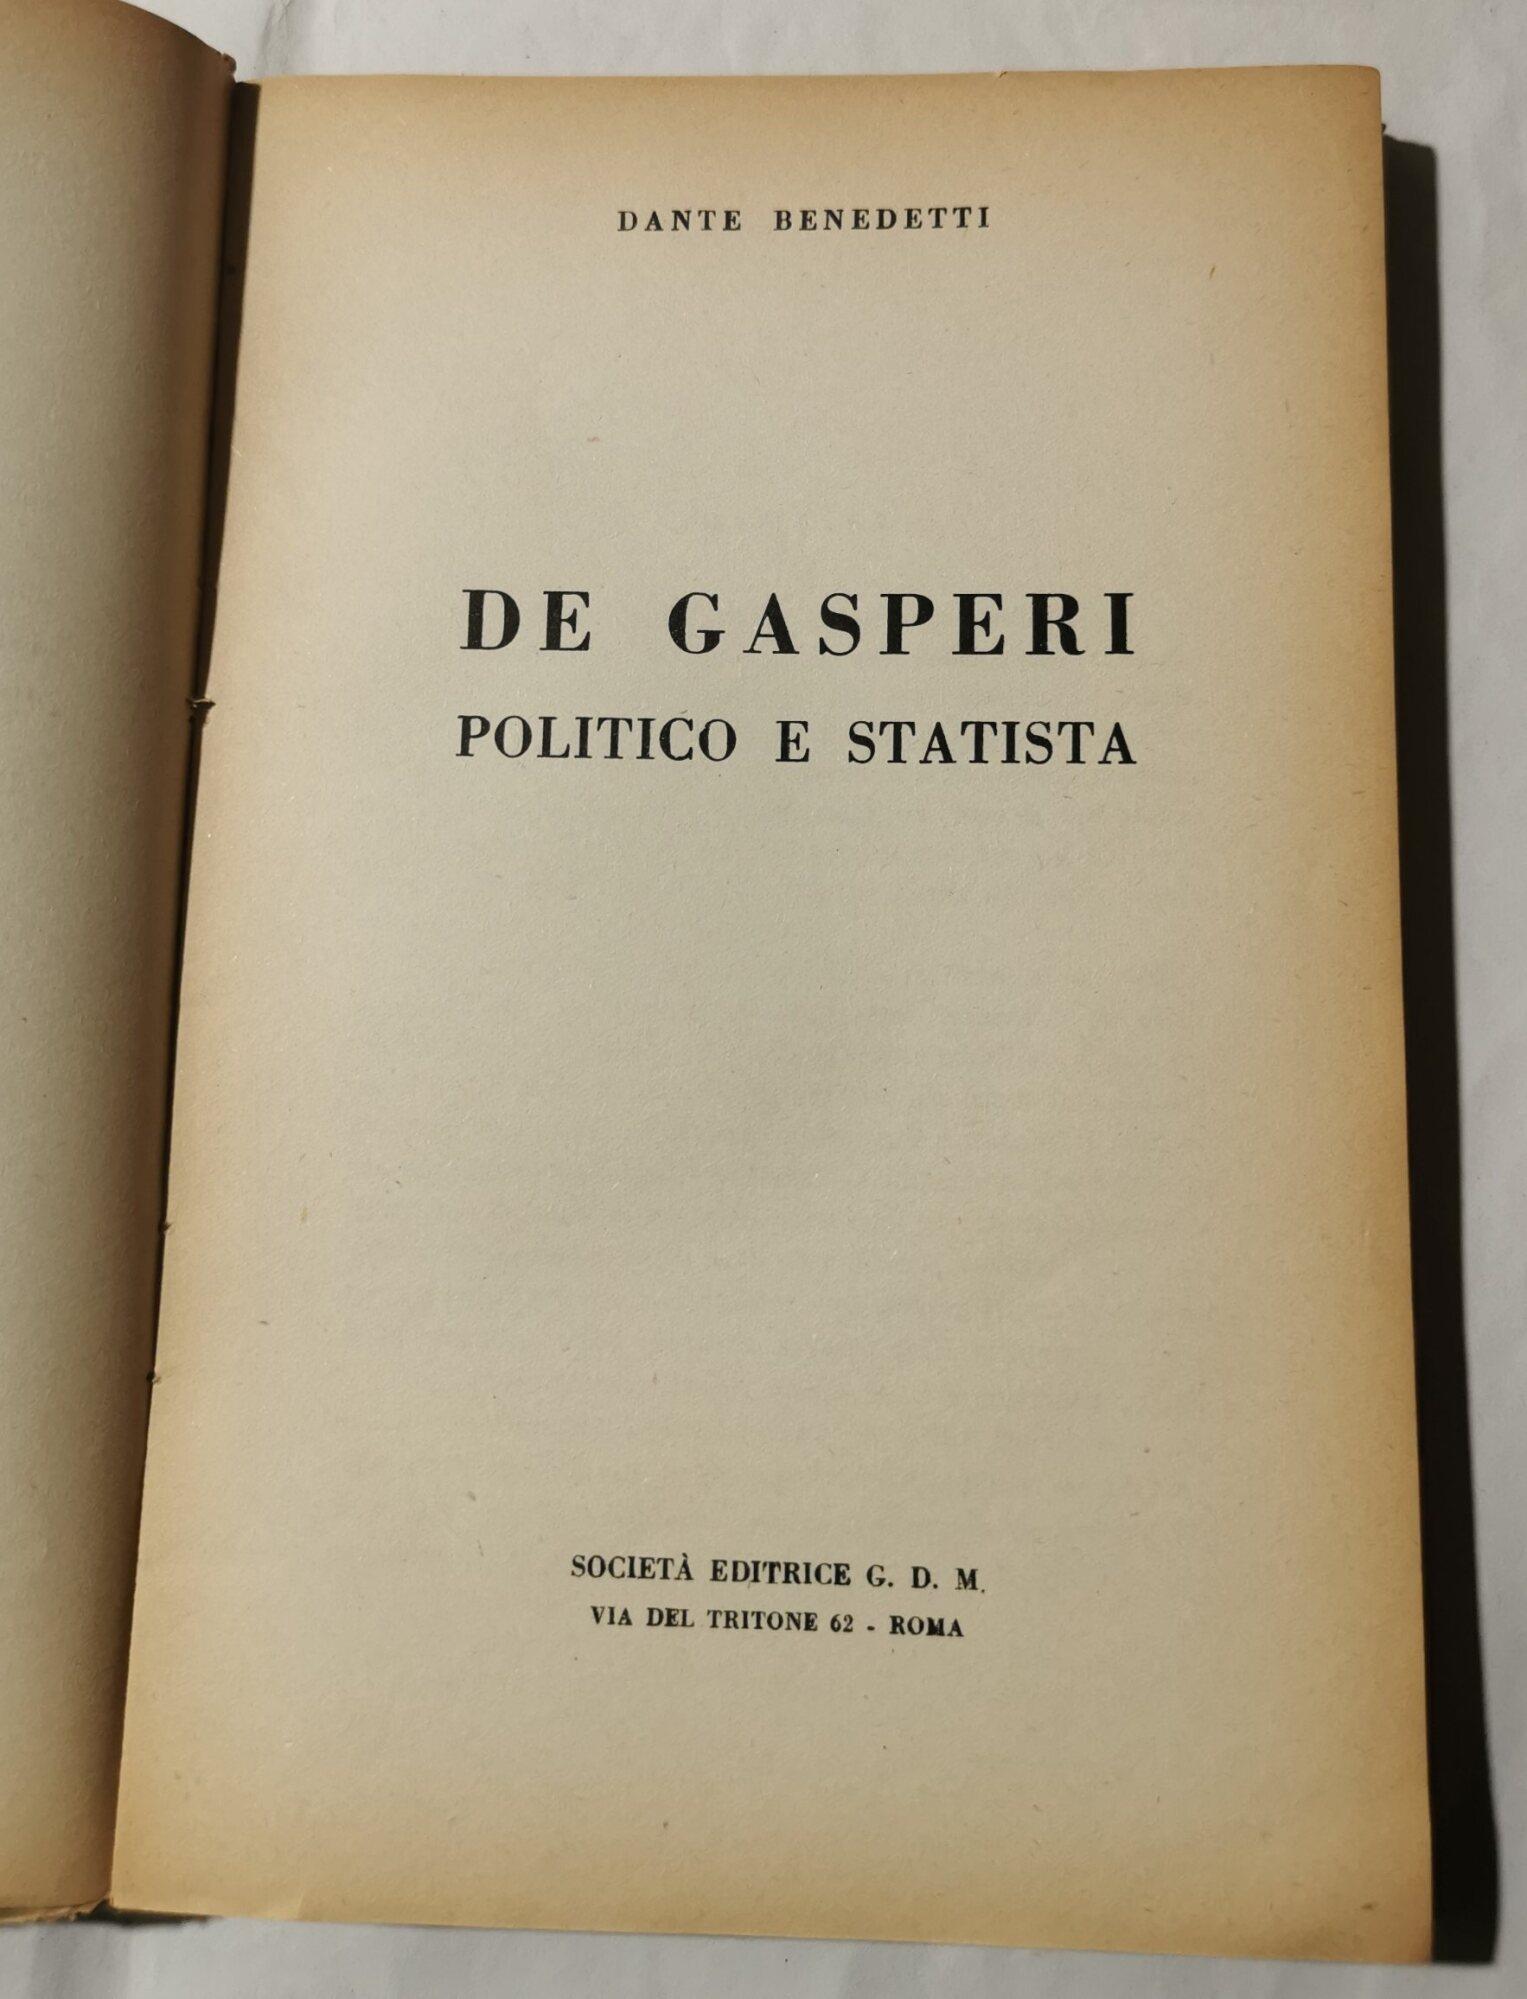 DANTE BENEDETTI
DE GASPERI
POLITICO E STATISTA
SOCIETÀ EDITRICE G. D. M.
VIA DEL TRITONE 62 - ROMA